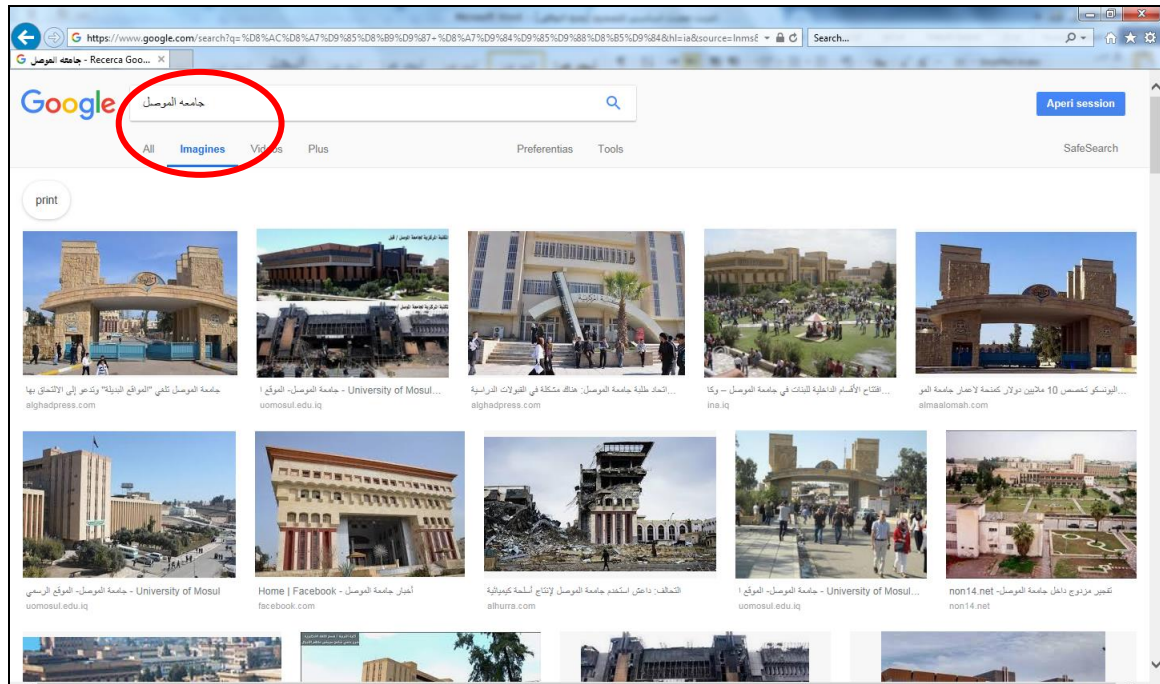 https://www.google.com/search?q=%D8%AC%D8%A7%D9%85%D8%B9%D9%87+%D8%A7%D9%84%D9%85%D9%88%D8%B5%D9%84&hl=ia&source=lnms&
Search...
جامعه الموصل - Recerca Goo...
Google
جامعه الموصل
Aperi session
All Imagines Videos Plus Preferentias Tools SafeSearch
print
جامعة الموصل تلغي "المواقع البديلة" وتدعو إلى الالتحاق بها
alghadpress.com
University of Mosul... - جامعة الموصل- الموقع ا
uomosul.edu.iq
اتحاد طلبة جامعة الموصل: هناك مشكلة في القبولات الدراسية...
alghadpress.com
افتتاح الأقسام الداخلية للبنات في جامعة الموصل – وكا...
ina.iq
اليونسكو تخصص 10 ملايين دولار كمنحة لاعمار جامعة المو...
almaalomah.com
University of Mosul - جامعة الموصل- الموقع الرسمي
uomosul.edu.iq
Home | Facebook - أخبار جامعة الموصل
facebook.com
التحالف: داعش استخدم جامعة الموصل لإنتاج أسلحة كيميائية
alhurra.com
University of Mosul... - جامعة الموصل- الموقع ا
uomosul.edu.iq
تفجير مزدوج داخل جامعة الموصل- non14.net
non14.net